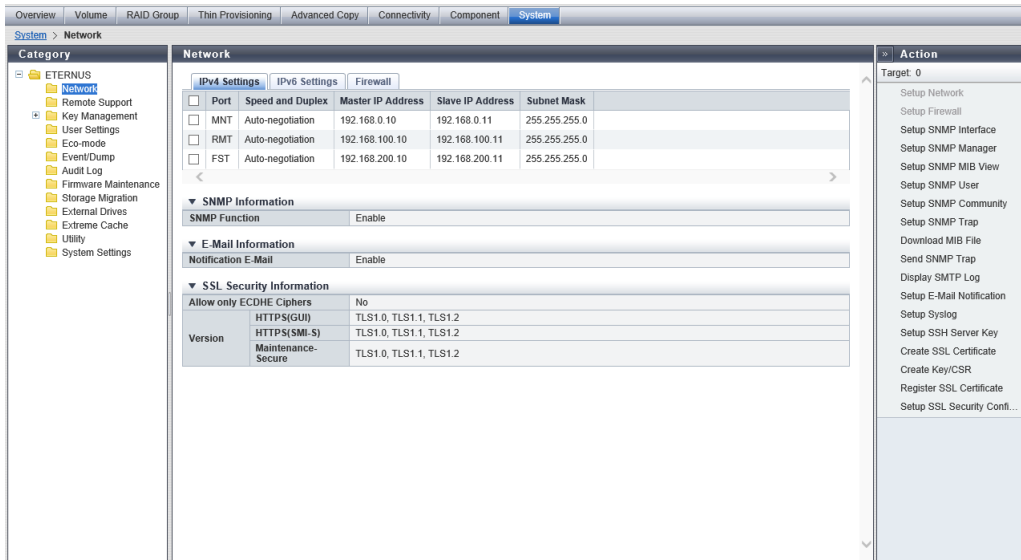 Overview Volume RAID Group Thin Provisioning Advanced Copy Connectivity Component System
System > Network
Category
ETERNUS
Network
Remote Support
Key Management
User Settings
Eco-mode
Event/Dump
Audit Log
Firmware Maintenance
Storage Migration
External Drives
Extreme Cache
Utility
System Settings
Network
IPv4 Settings IPv6 Settings Firewall
Port Speed and Duplex Master IP Address Slave IP Address Subnet Mask
MNT Auto-negotiation 192.168.0.10 192.168.0.11 255.255.255.0
RMT Auto-negotiation 192.168.100.10 192.168.100.11 255.255.255.0
FST Auto-negotiation 192.168.200.10 192.168.200.11 255.255.255.0
SNMP Information
SNMP Function Enable
E-Mail Information
Notification E-Mail Enable
SSL Security Information
Allow only ECDHE Ciphers No
Version
HTTPS(GUI) TLS1.0, TLS1.1, TLS1.2
HTTPS(SMI-S) TLS1.0, TLS1.1, TLS1.2
Maintenance-
Secure TLS1.0, TLS1.1, TLS1.2
» Action
Target: 0
Setup Network
Setup Firewall
Setup SNMP Interface
Setup SNMP Manager
Setup SNMP MIB View
Setup SNMP User
Setup SNMP Community
Setup SNMP Trap
Download MIB File
Send SNMP Trap
Display SMTP Log
Setup E-Mail Notification
Setup Syslog
Setup SSH Server Key
Create SSL Certificate
Create Key/CSR
Register SSL Certificate
Setup SSL Security Confi...